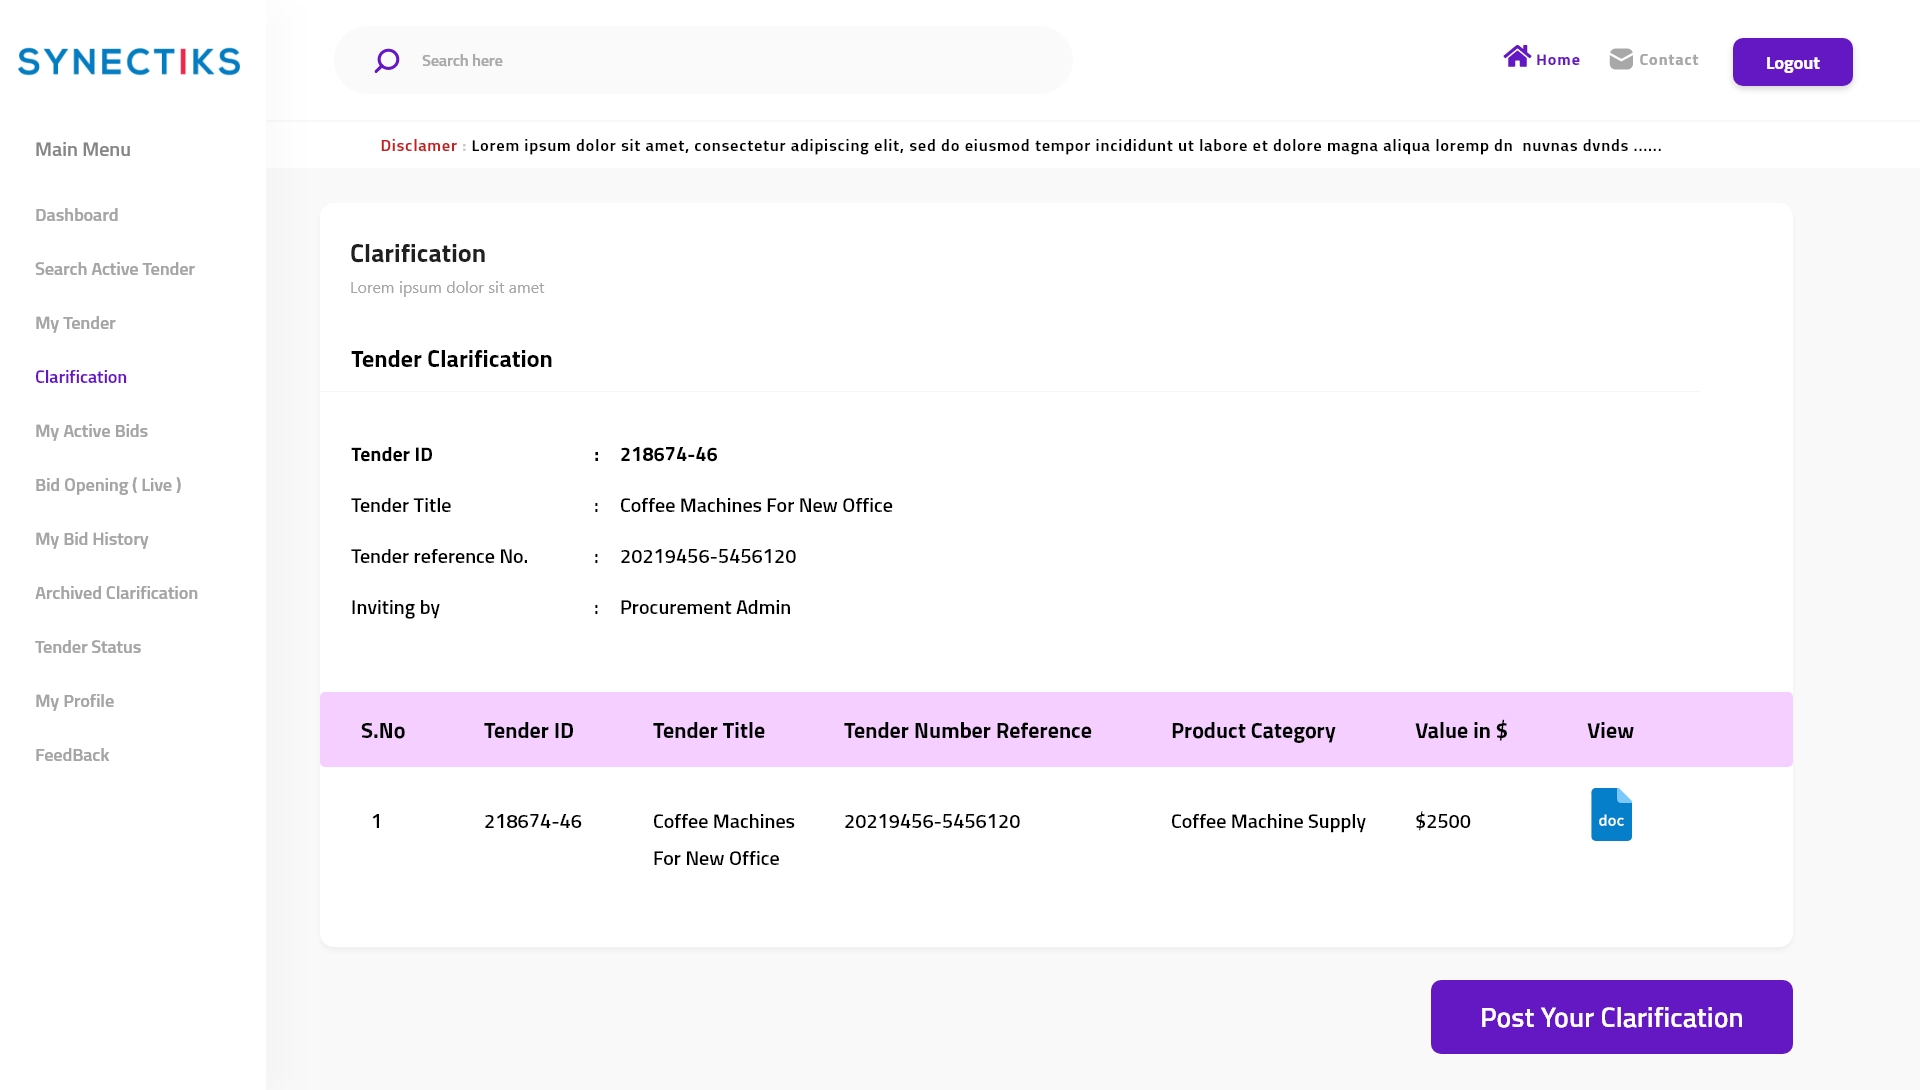 SYNECTIKS
Search here
Home
Contact
Logout
Disclamer : Lorem ipsum dolor sit amet, consectetur adipiscing elit, sed do eiusmod tempor incididunt ut labore et dolore magna aliqua loremp dn  nuvnas dvnds ......
Main Menu
Dashboard
Search Active Tender
My Tender
Clarification
My Active Bids
Bid Opening ( Live )
My Bid History
Archived Clarification
Tender Status
My Profile
FeedBack
Clarification
Lorem ipsum dolor sit amet
Tender Clarification
Tender ID : 218674-46
Tender Title : Coffee Machines For New Office
Tender reference No. : 20219456-5456120
Inviting by : Procurement Admin
S.No Tender ID Tender Title Tender Number Reference Product Category Value in $ View
1 218674-46 Coffee Machines 20219456-5456120 Coffee Machine Supply $2500 doc
For New Office
Post Your Clarification